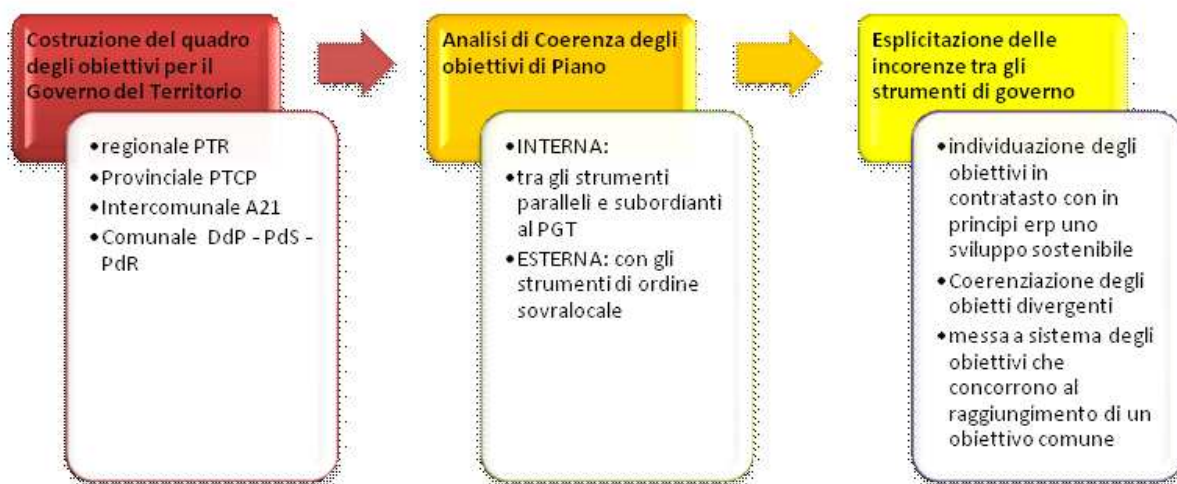 Costruzione del quadro
degli obiettivi per il
Governo del Territorio
•regionale PTR
•Provinciale PTCP
•Intercomunale A21
•Comunale DdP - PdS -
PdR
Analisi di Coerenza degli
obiettivi di Piano
•INTERNA:
•tra gli strumenti
paralleli e subordianti
al PGT
•ESTERNA: con gli
strumenti di ordine
sovralocale
Esplicitazione delle
incorenze tra gli
strumenti di governo
•individuazione degli
obiettivi in
contratasto con in
principi erp uno
sviluppo sostenibile
•Coerenziazione degli
obietti divergenti
•messa a sistema degli
obiettivi che
concorrono al
raggiungimento di un
obiettivo comune